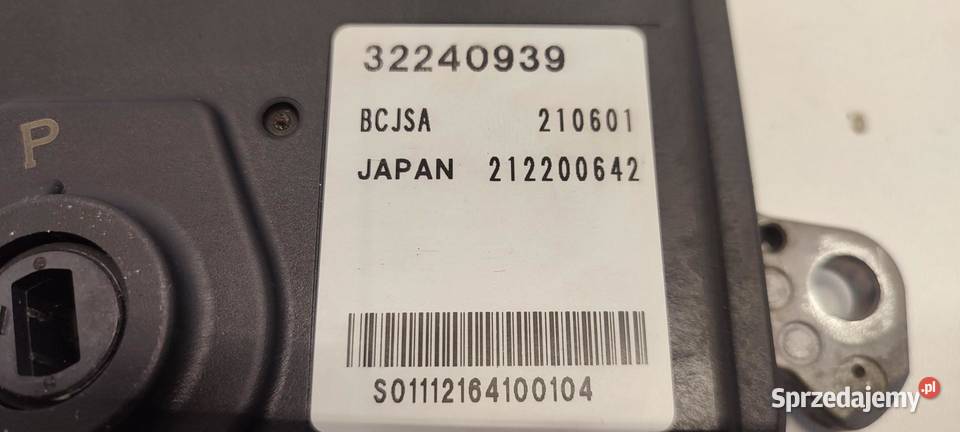 32240939
BCJSA 210601
JAPAN 212200642
P
S01112164100104
Sprzedajemy.pl